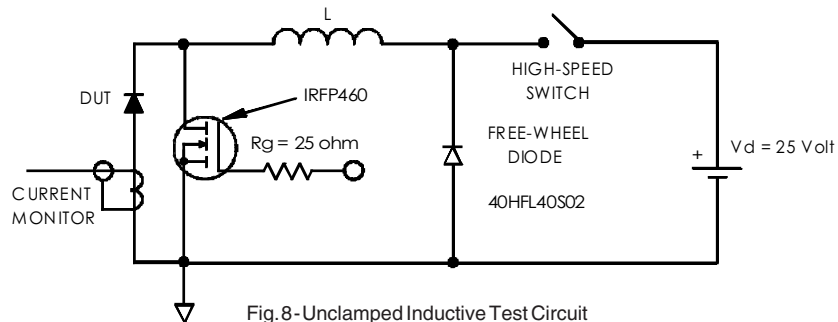 L
HIGH-SPEED
SWITCH
DUT
IRFP460
Rg = 25 ohm
FREE-WHEEL
DIODE
40HFL40S02
+
Vd = 25 Volt
CURRENT
MONITOR
Fig. 8 - Unclamped Inductive Test Circuit